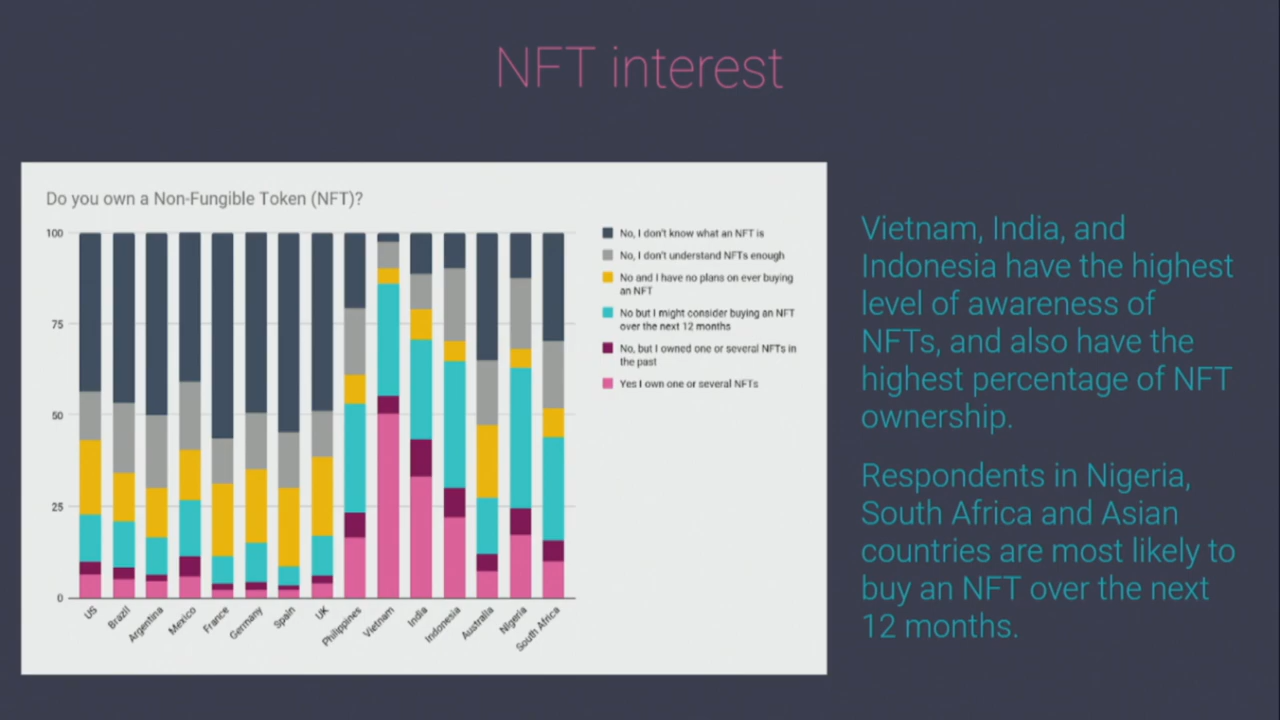 NFT interest
Do you own a Non-Fungible Token (NFT)?
100
75
50
25
0
US
Brazil
Argentina
Mexico
France
Germany
Spain
UK
Philippines
Vietnam
India
Indonesia
Australia
Nigeria
South Africa
No, I don't know what an NFT is
No, I don't understand NFTs enough
No and I have no plans on ever buying
an NFT
No but I might consider buying an NFT
over the next 12 months
No, but I owned one or several NFTs in
the past
Yes I own one or several NFTs
Vietnam, India, and
Indonesia have the highest
level of awareness of
NFTs, and also have the
highest percentage of NFT
ownership.
Respondents in Nigeria,
South Africa and Asian
countries are most likely to
buy an NFT over the next
12 months.